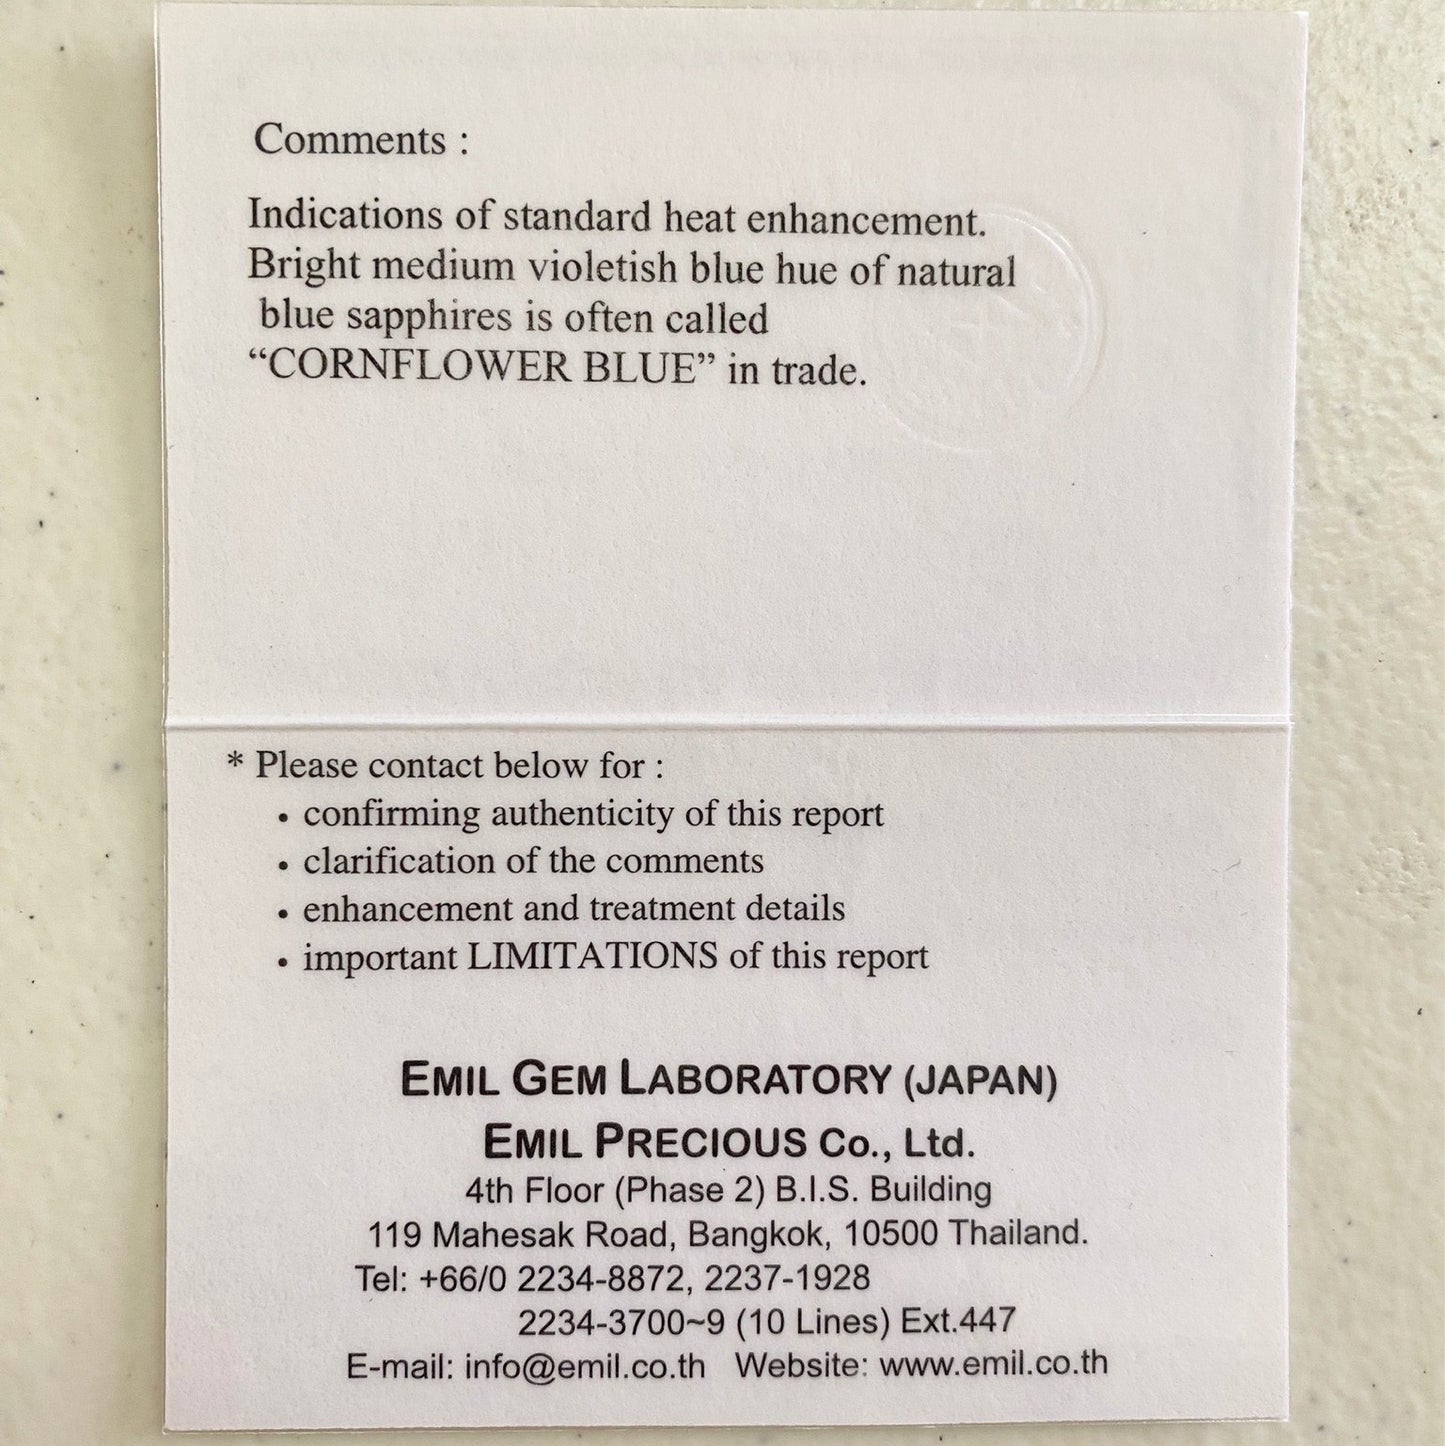 Comments :
Indications of standard heat enhancement.
Bright medium violetish blue hue of natural
blue sapphires is often called
“CORNFLOWER BLUE” in trade.
* Please contact below for :
• confirming authenticity of this report
• clarification of the comments
• enhancement and treatment details
• important LIMITATIONS of this report
EMIL GEM LABORATORY (JAPAN)
EMIL PRECIOUS Co., Ltd.
4th Floor (Phase 2) B.I.S. Building
119 Mahesak Road, Bangkok, 10500 Thailand.
Tel: +66/0 2234-8872, 2237-1928
2234-3700~9 (10 Lines) Ext.447
E-mail: info@emil.co.th Website: www.emil.co.th